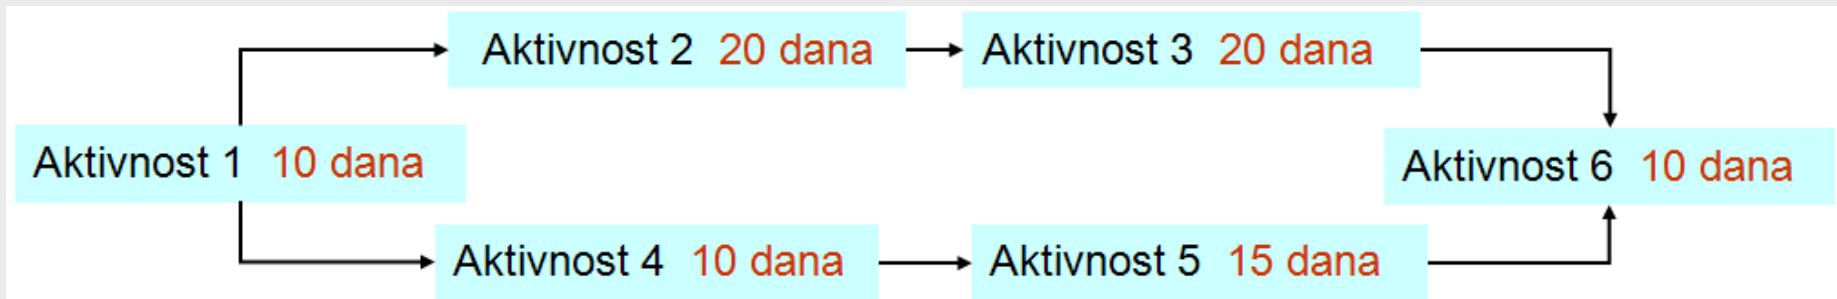 Aktivnost 2 20 dana
Aktivnost 3 20 dana
Aktivnost 1 10 dana
Aktivnost 6 10 dana
Aktivnost 4 10 dana
Aktivnost 5 15 dana